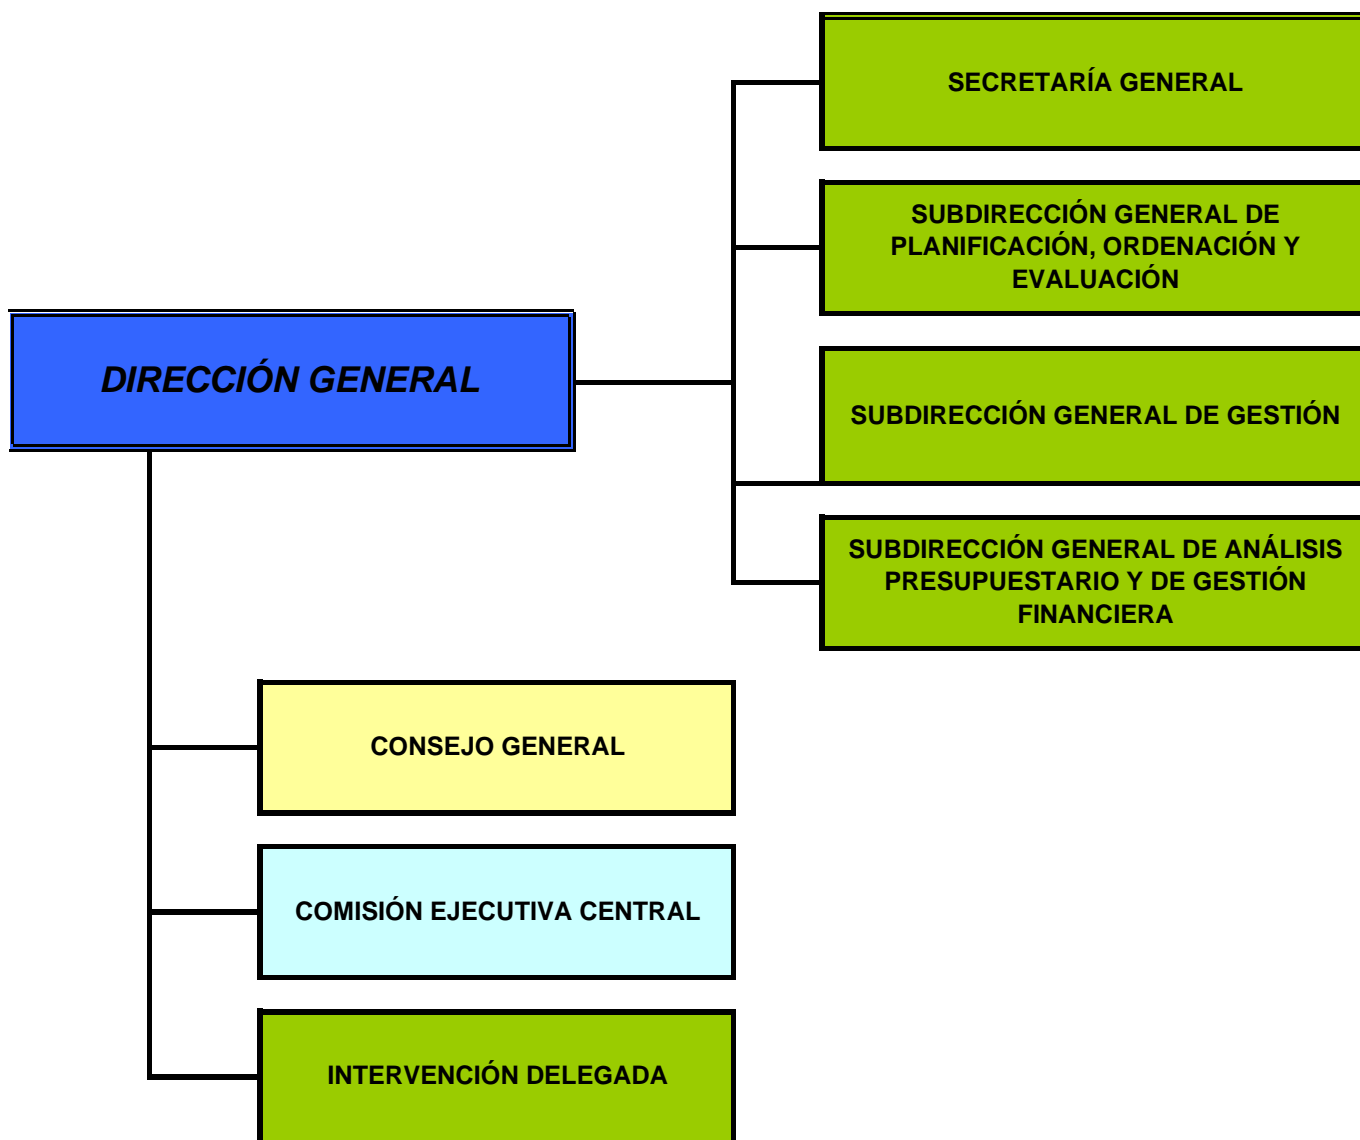 SECRETARÍA GENERAL
SUBDIRECCIÓN GENERAL DE
PLANIFICACIÓN, ORDENACIÓN Y
EVALUACIÓN
DIRECCIÓN GENERAL
SUBDIRECCIÓN GENERAL DE GESTIÓN
SUBDIRECCIÓN GENERAL DE ANÁLISIS
PRESUPUESTARIO Y DE GESTIÓN
FINANCIERA
CONSEJO GENERAL
COMISIÓN EJECUTIVA CENTRAL
INTERVENCIÓN DELEGADA